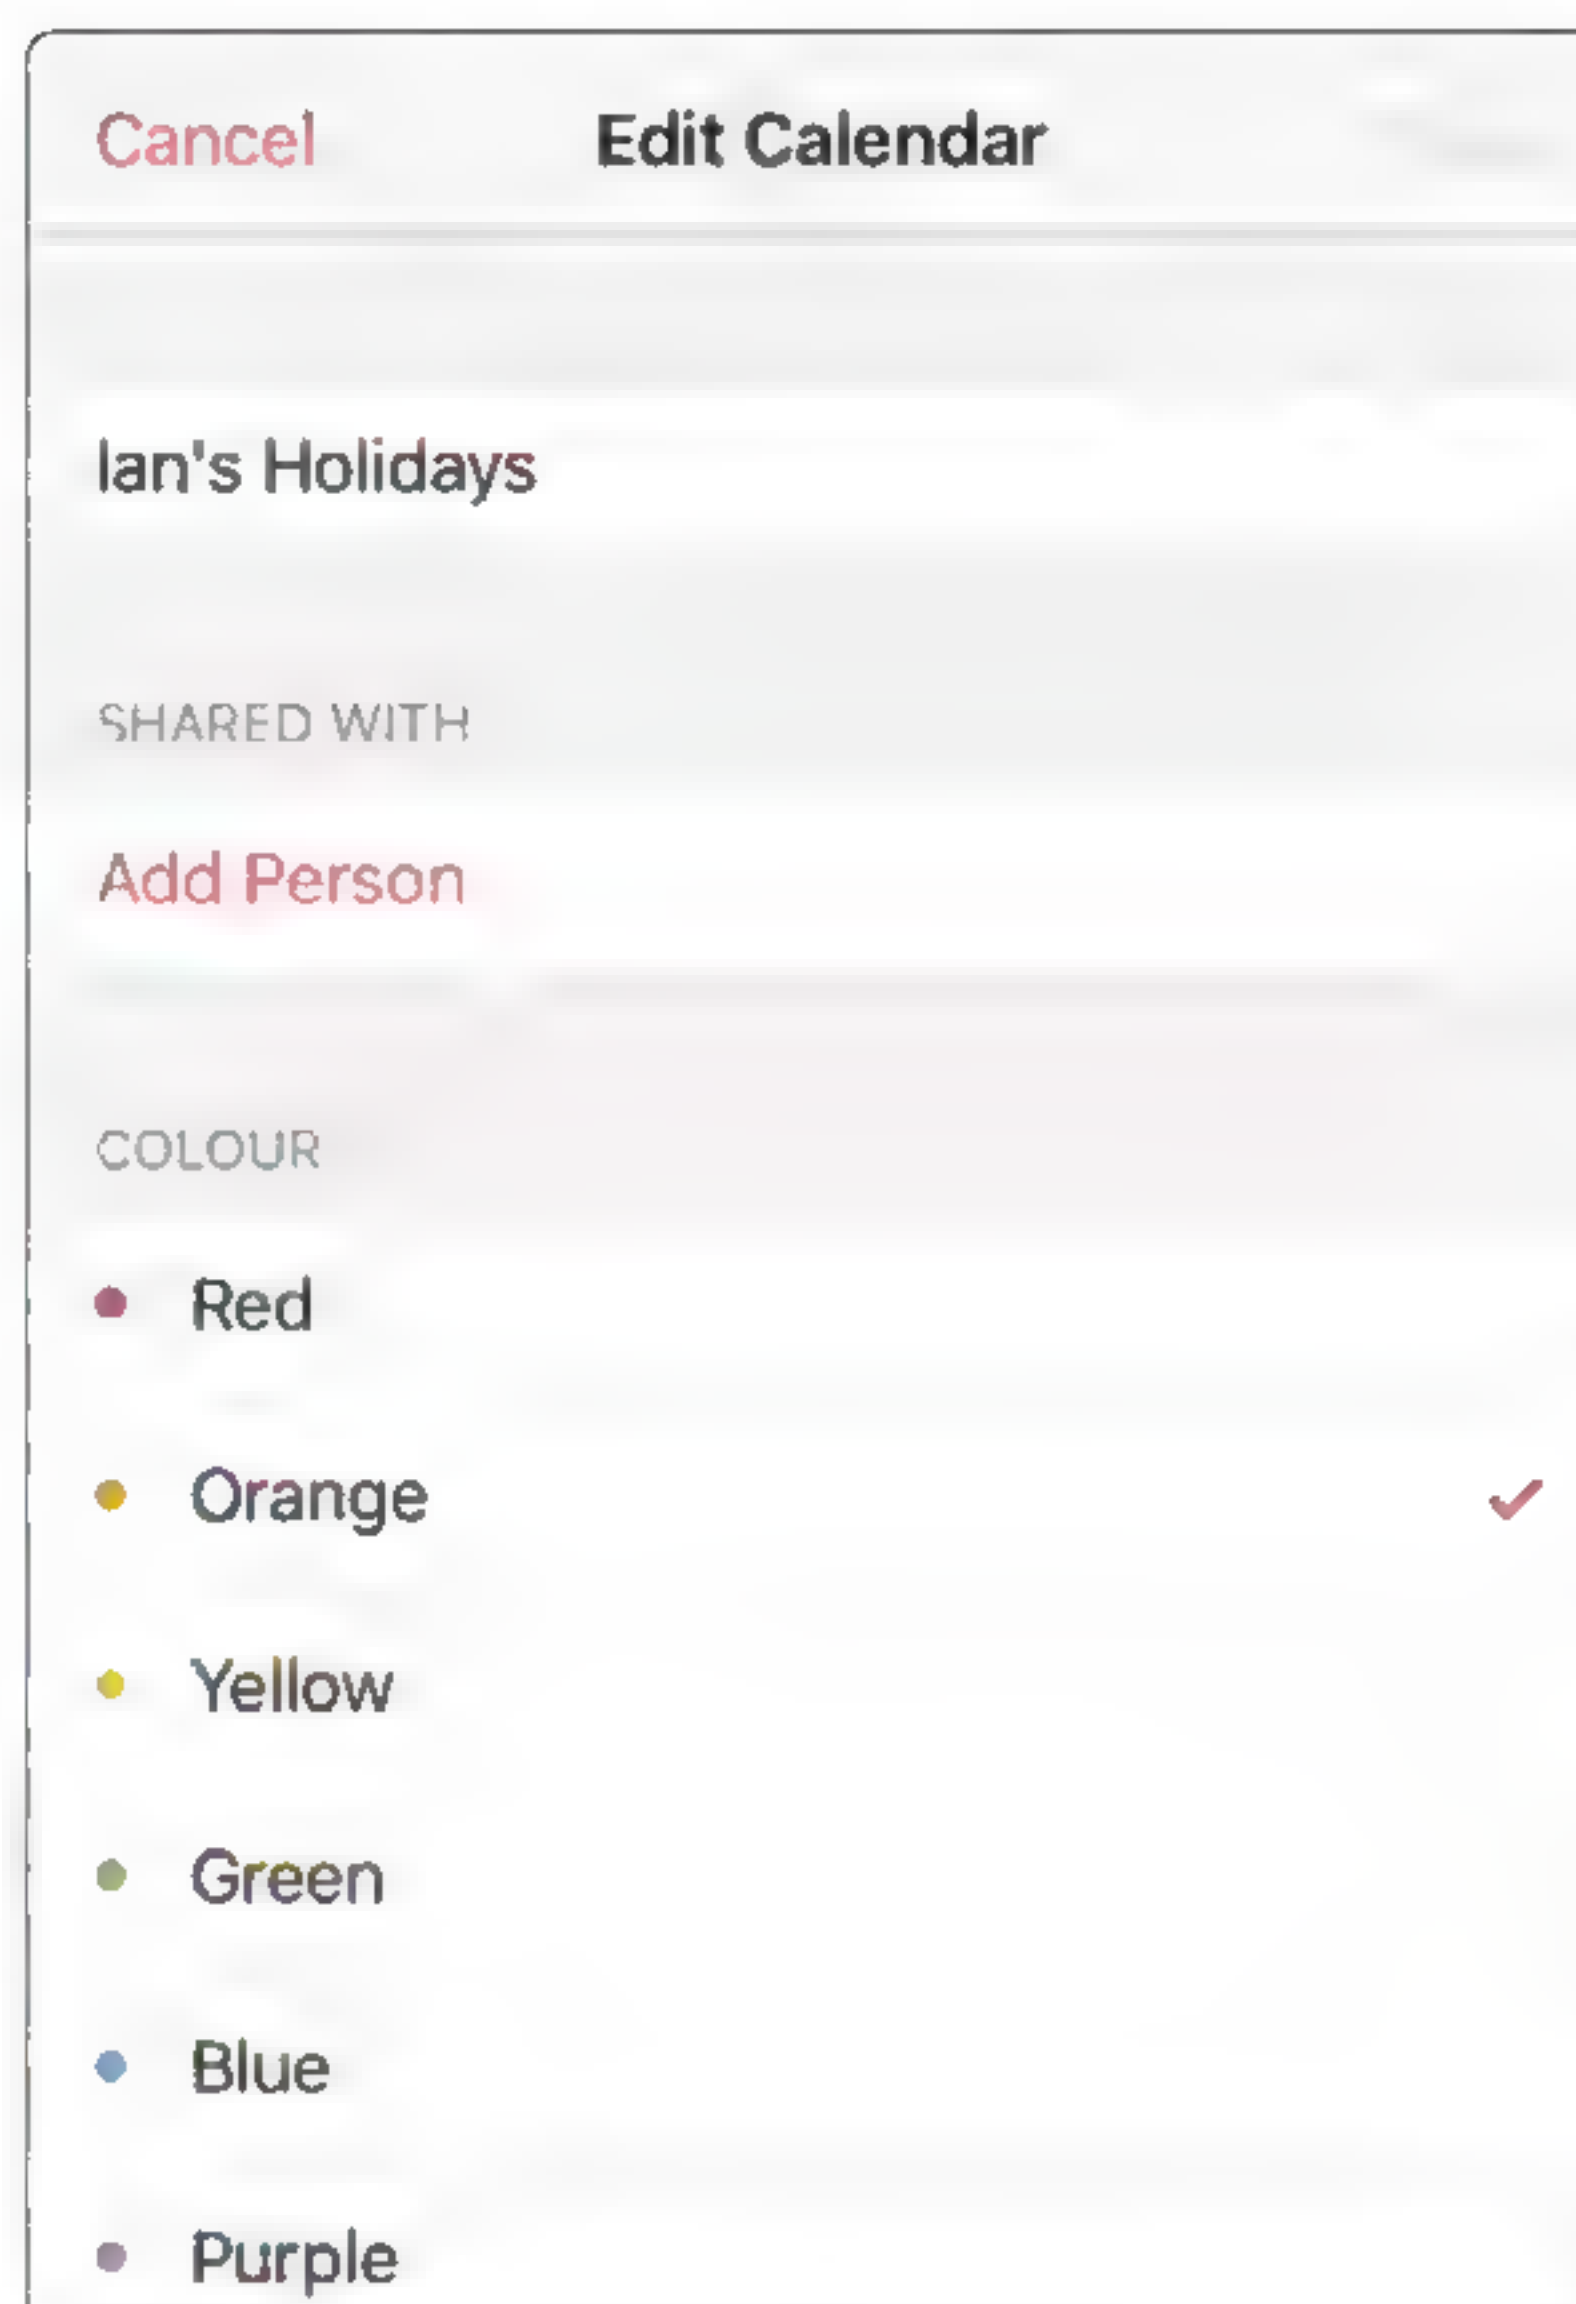 Cancel Edit Calendar
Ian's Holidays
SHARED WITH
Add Person
COLOUR
Red
Orange
Yellow
Green
Blue
Purple